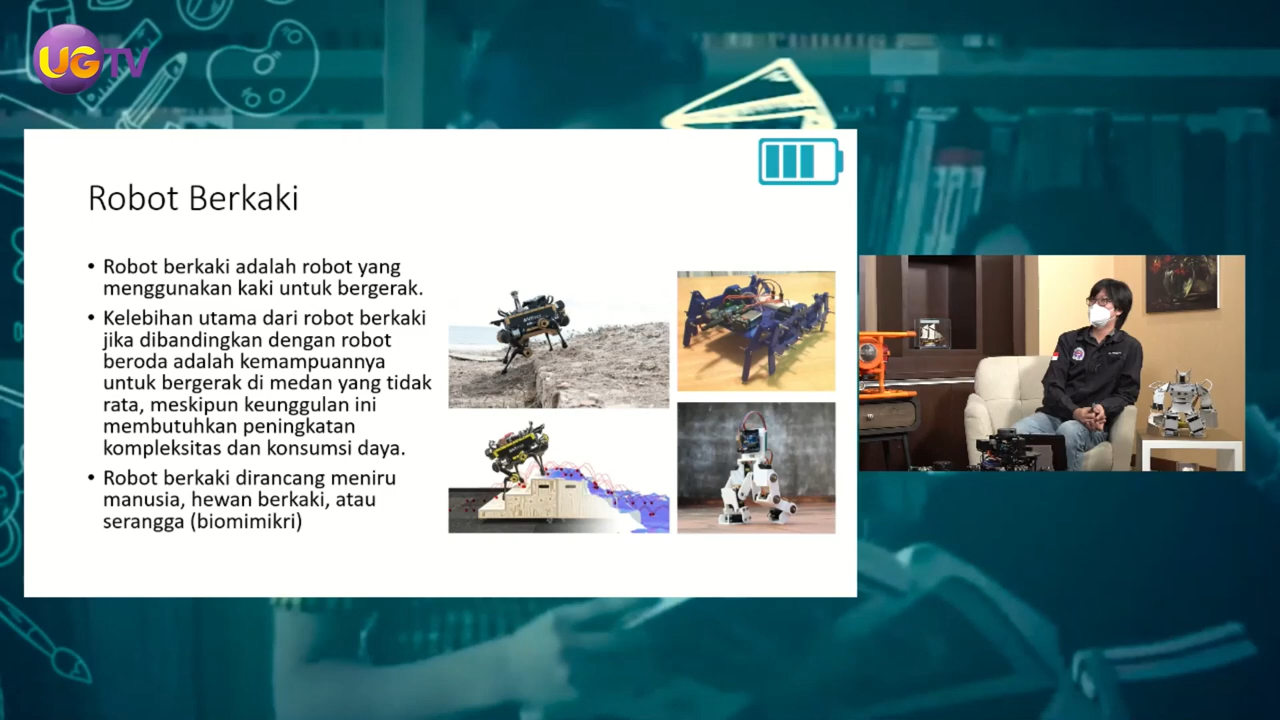 UGTV
Robot Berkaki
• Robot berkaki adalah robot yang
menggunakan kaki untuk bergerak.
• Kelebihan utama dari robot berkaki
jika dibandingkan dengan robot
beroda adalah kemampuannya
untuk bergerak di medan yang tidak
rata, meskipun keunggulan ini
membutuhkan peningkatan
kompleksitas dan konsumsi daya.
• Robot berkaki dirancang meniru
manusia, hewan berkaki, atau
serangga (biomimikri)